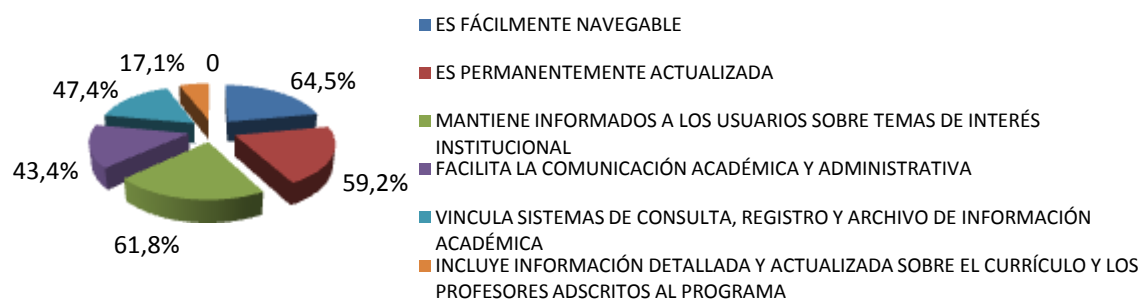 17,1%
0
64,5%
47,4%
43,4%
59,2%
61,8%
ES FÁCILMENTE NAVEGABLE
ES PERMANENTEMENTE ACTUALIZADA
MANTIENE INFORMADOS A LOS USUARIOS SOBRE TEMAS DE INTERÉS
INSTITUCIONAL
FACILITA LA COMUNICACIÓN ACADÉMICA Y ADMINISTRATIVA
VINCULA SISTEMAS DE CONSULTA, REGISTRO Y ARCHIVO DE INFORMACIÓN
ACADÉMICA
INCLUYE INFORMACIÓN DETALLADA Y ACTUALIZADA SOBRE EL CURRÍCULO Y LOS
PROFESORES ADSCRITOS AL PROGRAMA